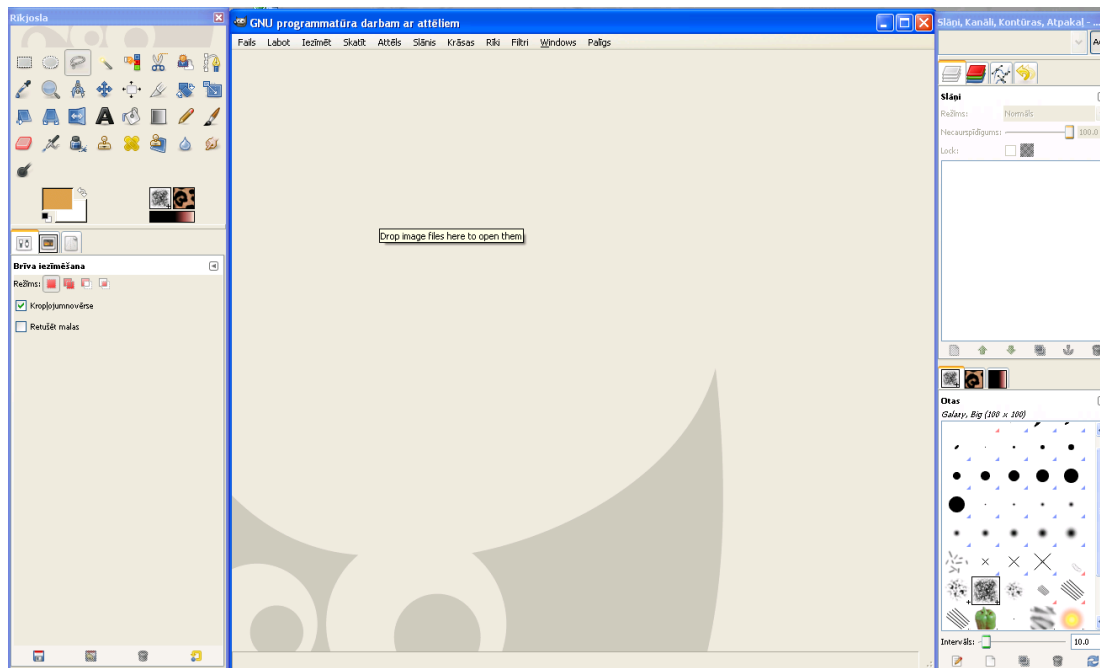 Rīkjosla
GNU programmatūra darbam ar attēliem
Slāņi, Kanāli, Kontūras, Atpakaļ - ...
Fails Labot Iezīmēt Skatīt Attēls Slānis Krāsas Rīki Filtri Windows Palīgs
Slāņi
Režīms: Normāls
Necaurspīdīgums: 100.0
Lock:
Drop image files here to open them
Brīva iezīmēšana
Režīms:
Kropļojumnovērse
Retušēt malas
Otas
Galaxy, Big (100 x 100)
Intervāls: 10.0